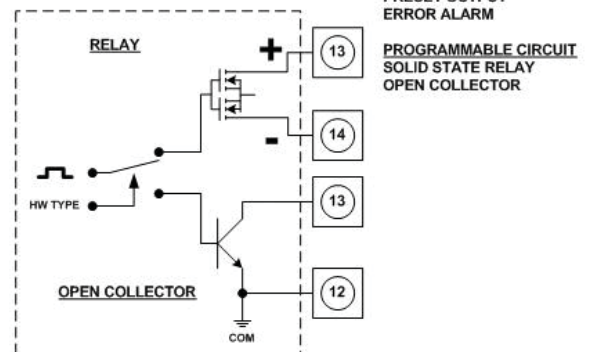 ERROR ALARM
RELAY
+
13
PROGRAMMABLE CIRCUIT
SOLID STATE RELAY
OPEN COLLECTOR
14
-
13
HW TYPE
OPEN COLLECTOR
12
COM